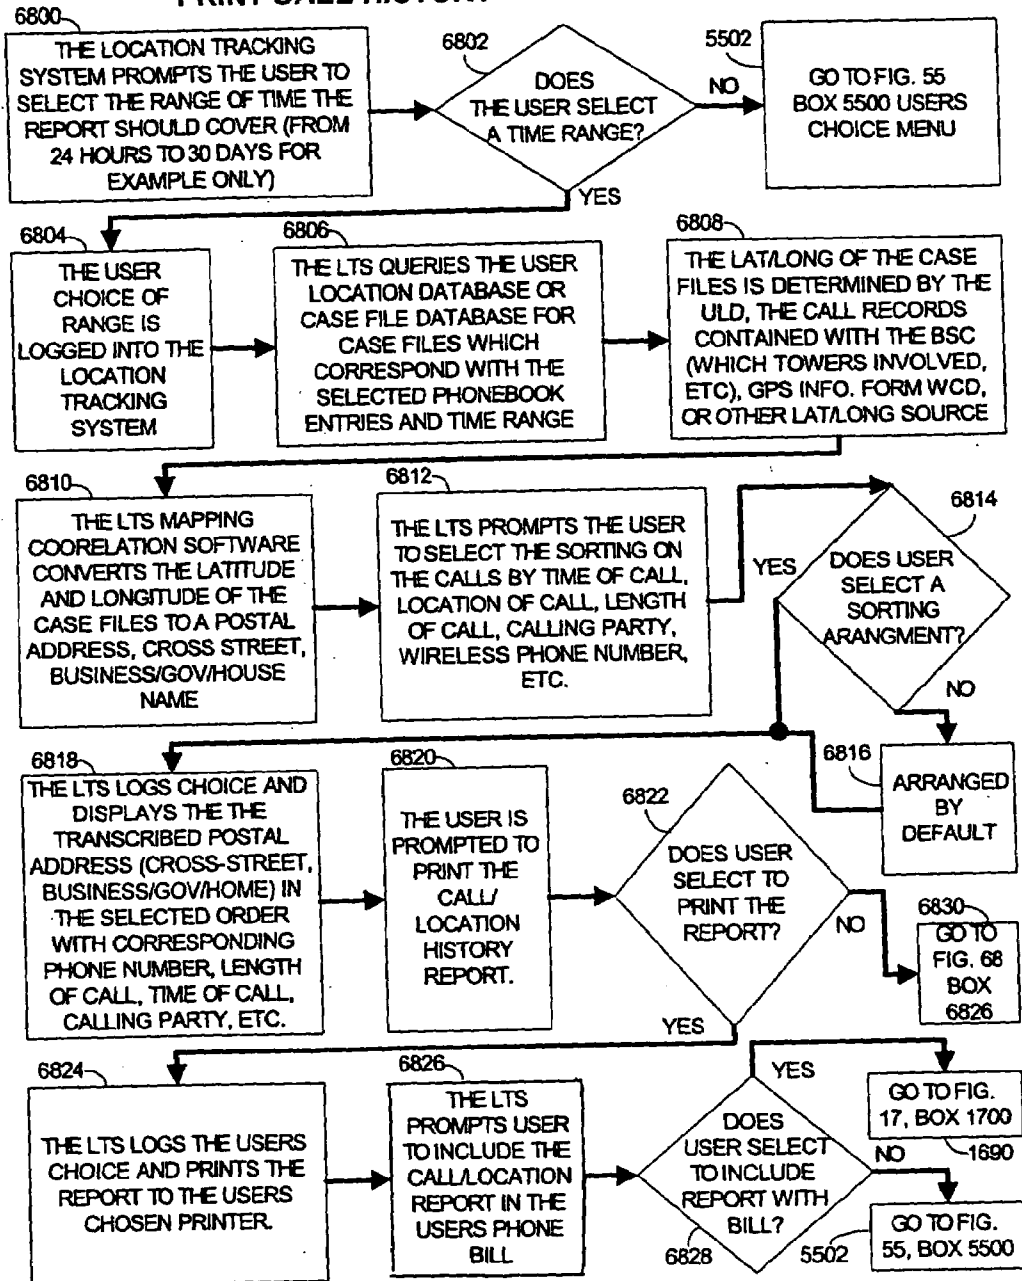 PRINT CALL HISTORY
6800
THE LOCATION TRACKING
SYSTEM PROMPTS THE USER TO
SELECT THE RANGE OF TIME THE
REPORT SHOULD COVER (FROM
24 HOURS TO 30 DAYS FOR
EXAMPLE ONLY)
6802
DOES
THE USER SELECT
A TIME RANGE?
NO
YES
5502
GO TO FIG. 55
BOX 5500 USERS
CHOICE MENU
6804
THE USER
CHOICE OF
RANGE IS
LOGGED INTO THE
LOCATION
TRACKING
SYSTEM
6806
THE LTS QUERIES THE USER
LOCATION DATABASE OR
CASE FILE DATABASE FOR
CASE FILES WHICH
CORRESPOND WITH THE
SELECTED PHONEBOOK
ENTRIES AND TIME RANGE
6808
THE LAT/LONG OF THE CASE
FILES IS DETERMINED BY THE
ULD, THE CALL RECORDS
CONTAINED WITH THE BSC
(WHICH TOWERS INVOLVED,
ETC), GPS INFO. FORM WCD,
OR OTHER LAT/LONG SOURCE
6810
THE LTS MAPPING
COORELATION SOFTWARE
CONVERTS THE LATITUDE
AND LONGITUDE OF THE
CASE FILES TO A POSTAL
ADDRESS, CROSS STREET,
BUSINESS/GOV/HOUSE
NAME
6812
THE LTS PROMPTS THE USER
TO SELECT THE SORTING ON
THE CALLS BY TIME OF CALL,
LOCATION OF CALL, LENGTH
OF CALL, CALLING PARTY,
WIRELESS PHONE NUMBER,
ETC.
6814
DOES USER
SELECT A
SORTING
ARANGMENT?
YES
NO
6816
ARRANGED
BY
DEFAULT
6818
THE LTS LOGS CHOICE AND
DISPLAYS THE THE
TRANSCRIBED POSTAL
ADDRESS (CROSS-STREET,
BUSINESS/GOV/HOME) IN
THE SELECTED ORDER
WITH CORRESPONDING
PHONE NUMBER, LENGTH
OF CALL, TIME OF CALL,
CALLING PARTY, ETC.
6820
THE USER IS
PROMPTED TO
PRINT THE
CALL/
LOCATION
HISTORY
REPORT.
6822
DOES USER
SELECT TO
PRINT THE
REPORT?
NO
YES
6830
GO TO
FIG. 68
BOX
6826
6824
THE LTS LOGS THE USERS
CHOICE AND PRINTS THE
REPORT TO THE USERS
CHOSEN PRINTER.
6826
THE LTS
PROMPTS USER
TO INCLUDE THE
CALL/LOCATION
REPORT IN THE
USERS PHONE
BILL
6828
DOES
USER SELECT
TO INCLUDE
REPORT WITH
BILL?
YES
GO TO FIG.
17, BOX 1700
1690
NO
5502
GO TO FIG.
55, BOX 5500